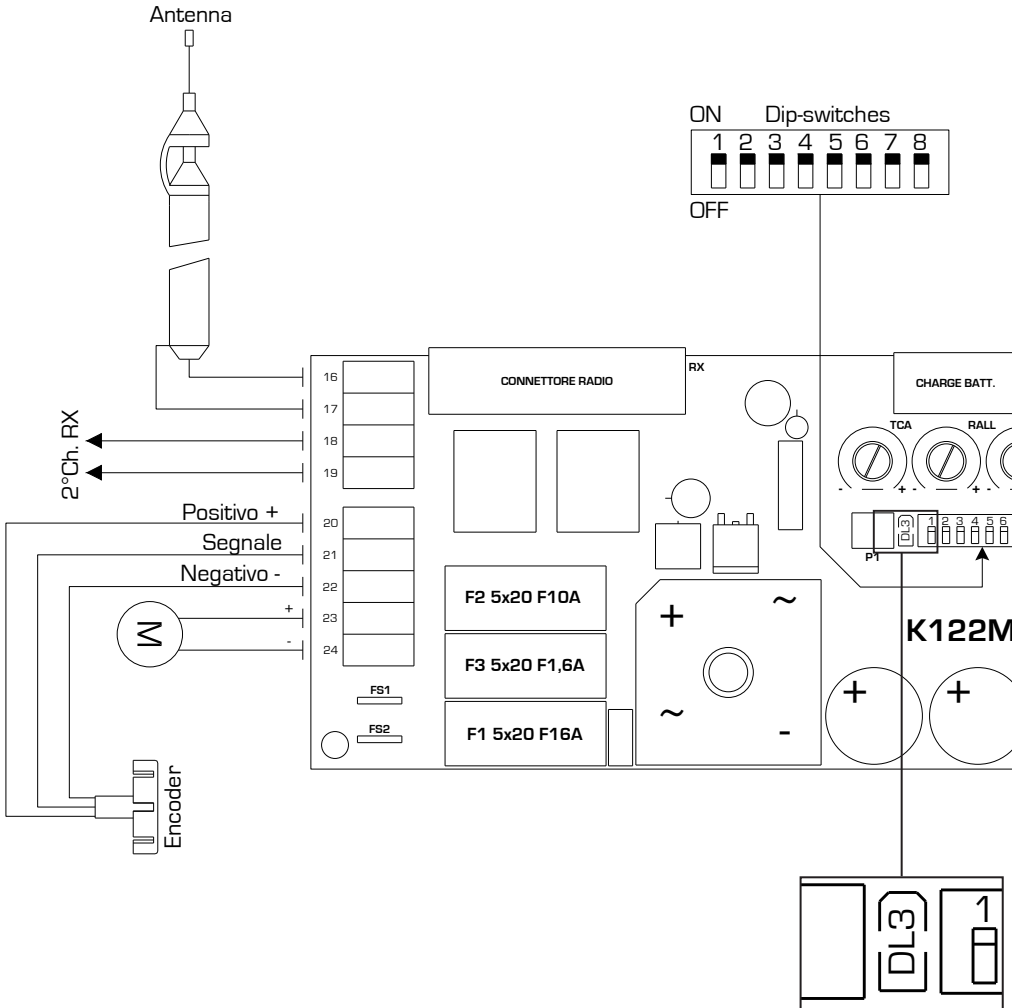 Antenna
ON Dip-switches
1 2 3 4 5 6 7 8
OFF
CONNETTORE RADIO
RX
CHARGE BATT.
TCA
RALL
- + - + -
16
17
18
19
2°Ch. RX
20
21
22
23
24
Positivo +
Segnale
Negativo -
+
-
M
Encoder
P1
DL3
1 2 3 4 5 6
F2 5x20 F10A
F3 5x20 F1,6A
F1 5x20 F16A
FS1
FS2
+ ~
~ -
K122M
+ +
DL3
1